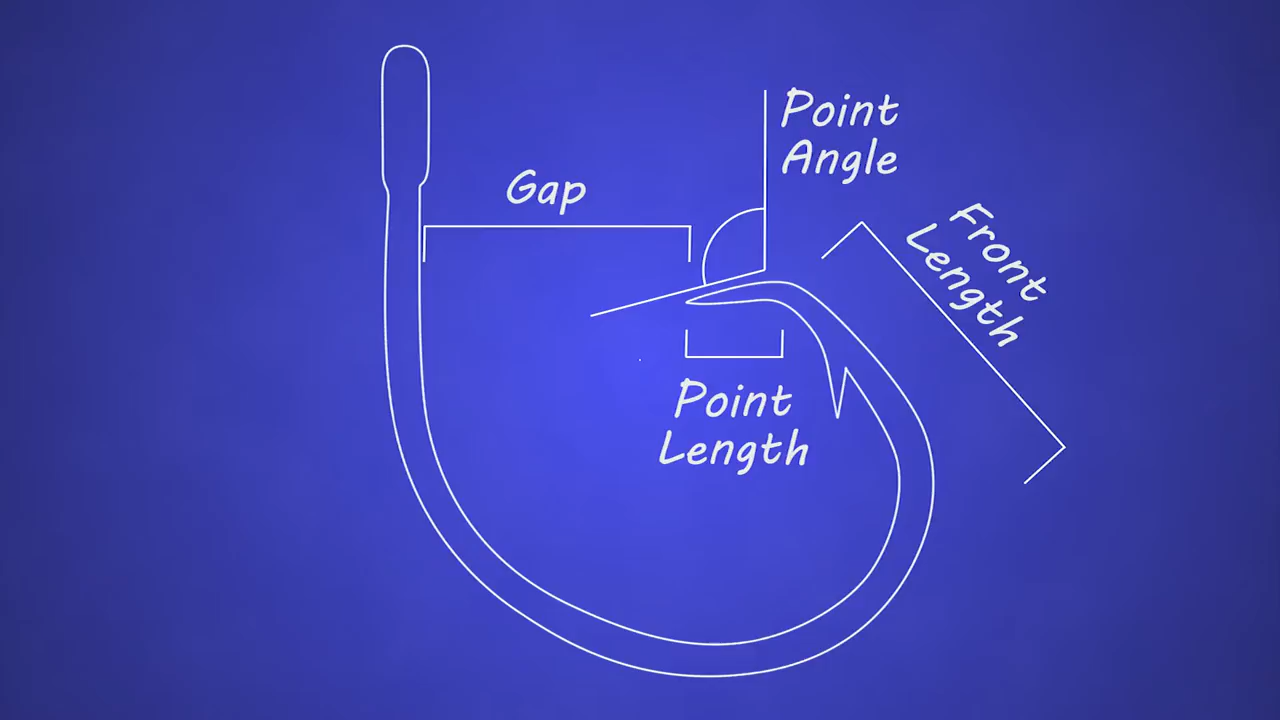 Point
Angle
Gap
Front
Length
Point
Length